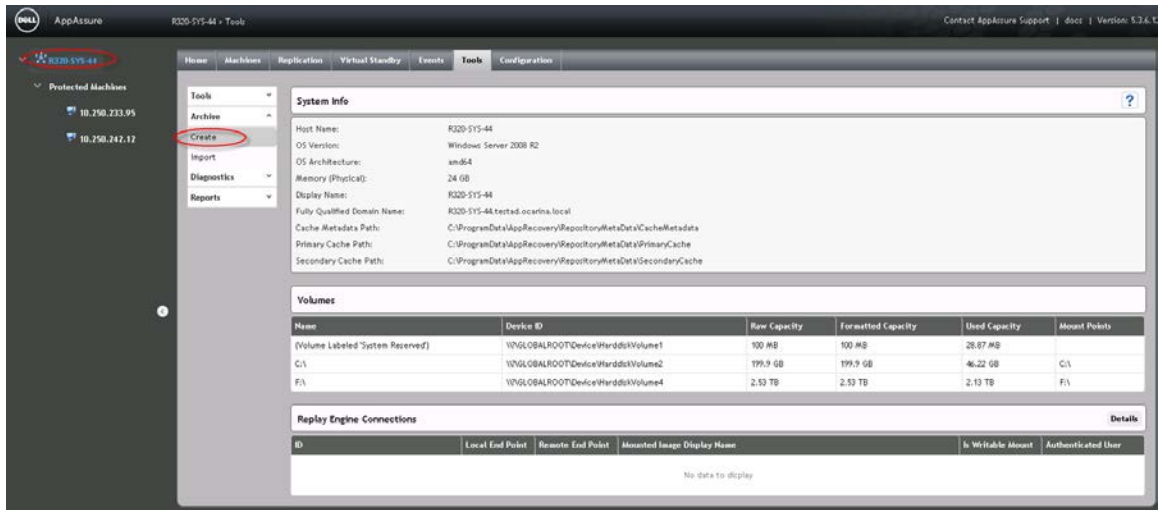 DELL AppAssure R320-SYS-44 > Tools Contact AppAssure Support | docs | Version: 5.3.6.1
R320-SYS-44
Home Machines Replication Virtual Standby Events Tools Configuration
Protected Machines
10.250.233.95
10.250.242.12
Tools
Archive
Create
Import
Diagnostics
Reports
System Info ?
Host Name: R320-SYS-44
OS Version: Windows Server 2008 R2
OS Architecture: amd64
Memory (Physical): 24 GB
Display Name: R320-SYS-44
Fully Qualified Domain Name: R320-SYS-44.testad.ocarina.local
Cache Metadata Path: C:\ProgramData\AppRecovery\RepositoryMetaData\CacheMetadata
Primary Cache Path: C:\ProgramData\AppRecovery\RepositoryMetaData\PrimaryCache
Secondary Cache Path: C:\ProgramData\AppRecovery\RepositoryMetaData\SecondaryCache
Volumes
Name Device ID Raw Capacity Formatted Capacity Used Capacity Mount Points
(Volume Labeled 'System Reserved') \\?\GLOBALROOT\Device\HarddiskVolume1 100 MB 100 MB 28.87 MB
C:\ \\?\GLOBALROOT\Device\HarddiskVolume2 199.9 GB 199.9 GB 46.22 GB C:\
F:\ \\?\GLOBALROOT\Device\HarddiskVolume4 2.53 TB 2.53 TB 2.13 TB F:\
Replay Engine Connections Details
ID Local End Point Remote End Point Mounted Image Display Name Is Writable Mount Authenticated User
No data to display